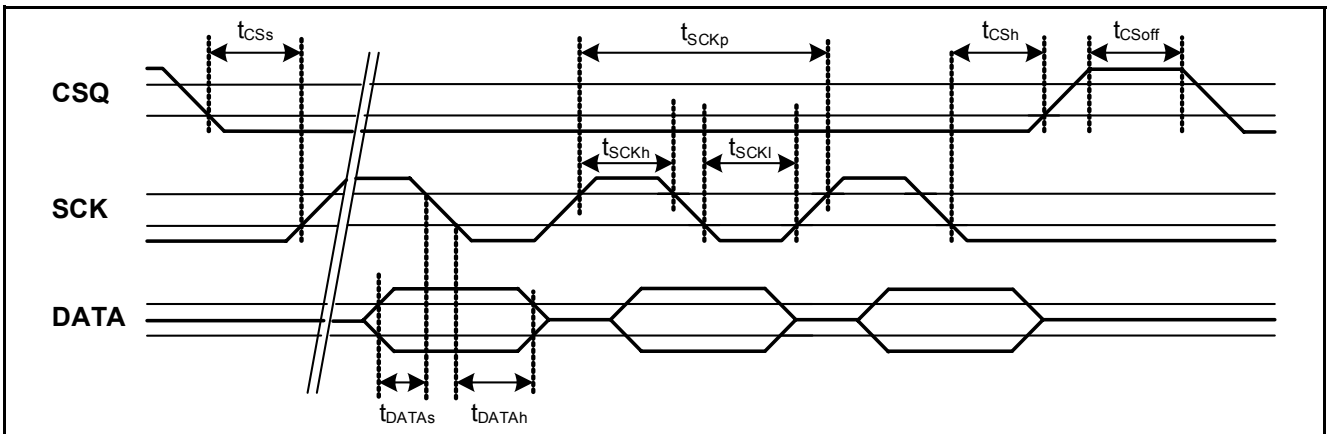 tCSs
tSCKp
tCSh
tCSoff
CSQ
tSCKh
tSCKl
SCK
DATA
tDATAs
tDATAh